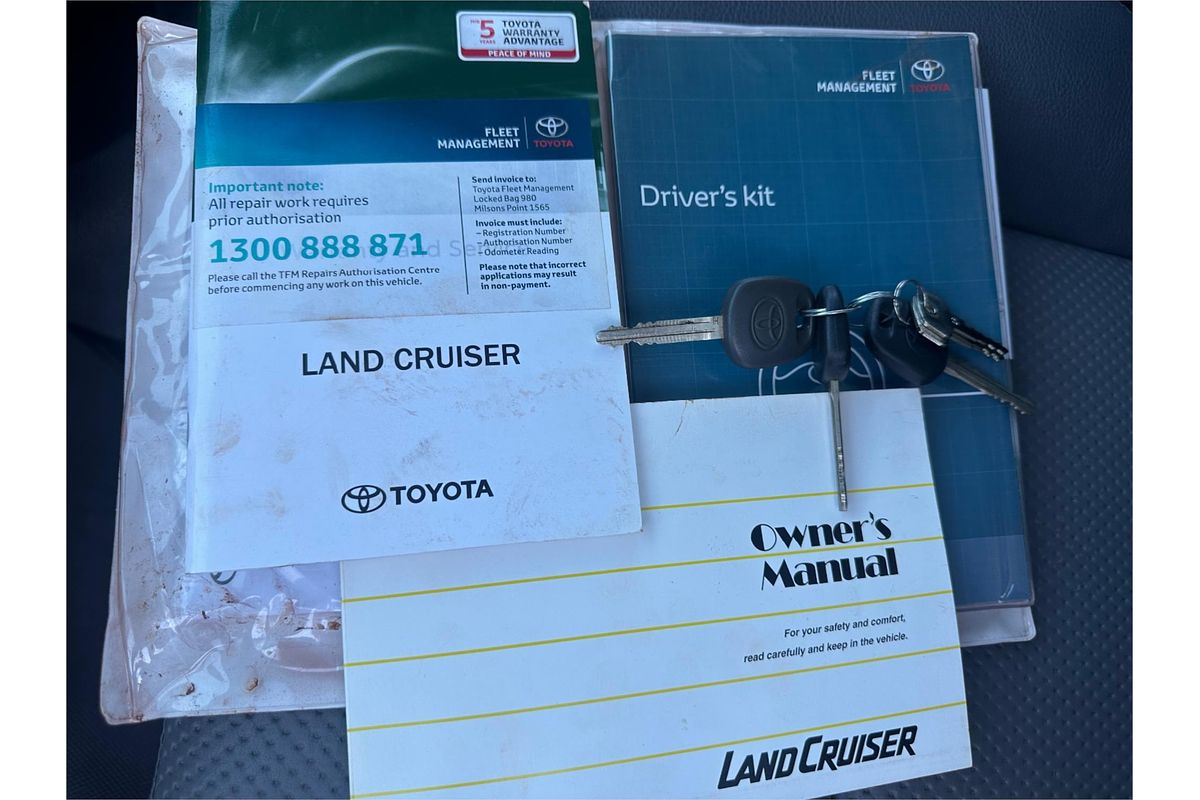 5
YEARS
TOYOTA
WARRANTY
ADVANTAGE
PEACE OF MIND
FLEET
MANAGEMENT
TOYOTA
Important note:
All repair work requires
prior authorisation
1300 888 871
Please call the TFM Repairs Authorisation Centre
before commencing any work on this vehicle.
Send invoice to:
Toyota Fleet Management
Locked Bag 980
Milsons Point 1565
Invoice must include:
– Registration Number
– Authorisation Number
– Odometer Reading
Please note that incorrect
applications may result
in non-payment.
LAND CRUISER
TOYOTA
FLEET
MANAGEMENT
TOYOTA
Driver's kit
Owner's
Manual
For your safety and comfort,
read carefully and keep in the vehicle.
LAND CRUISER